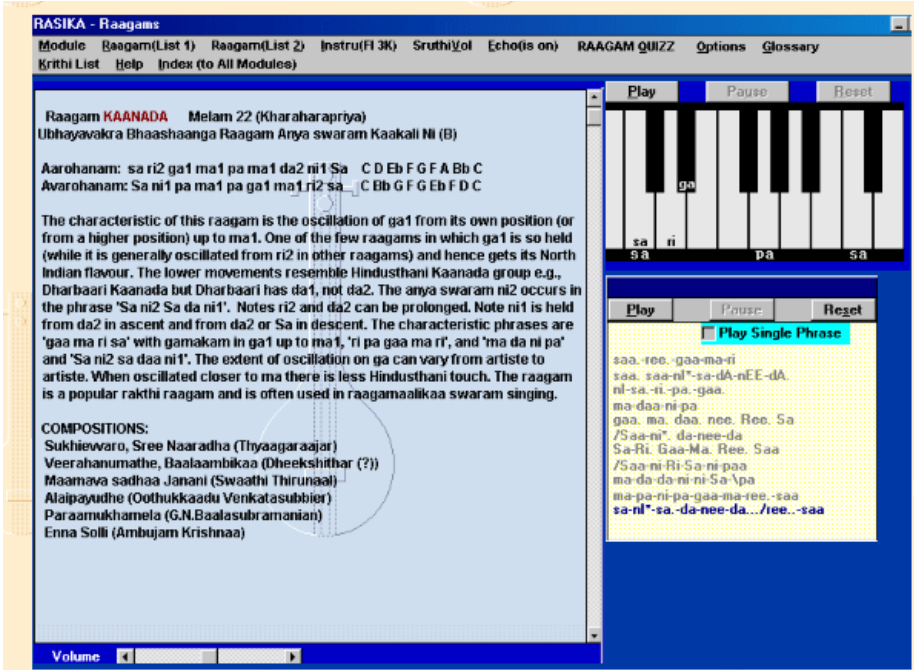 RASIKA - Raagams
Module Raagam(List 1) Raagam(List 2) Instru(Fl 3K) SruthiVol Echo(is on) RAAGAM QUIZZ Options Glossary
Krithi List Help Index (to All Modules)
Raagam KAANADA Melam 22 (Kharaharapriya)
Ubhayavakra Bhaashaanga Raagam Anya swaram Kaakali Ni (B)
Aarohanam: sa ri2 ga1 ma1 pa ma1 da2 ni1 Sa C D Eb F G F A Bb C
Avarohanam: Sa ni1 pa ma1 pa ga1 ma1 ri2 sa C Bb G F G Eb F D C
The characteristic of this raagam is the oscillation of ga1 from its own position (or
from a higher position) up to ma1. One of the few raagams in which ga1 is so held
(while it is generally oscillated from ri2 in other raagams) and hence gets its North
Indian flavour. The lower movements resemble Hindusthani Kaanada group e.g.,
Dharbaari Kaanada but Dharbaari has da1, not da2. The anya swaram ni2 occurs in
the phrase 'Sa ni2 Sa da ni1'. Notes ri2 and da2 can be prolonged. Note ni1 is held
from da2 in ascent and from da2 or Sa in descent. The characteristic phrases are
'gaa ma ri sa' with gamakam in ga1 up to ma1, 'ri pa gaa ma ri', and 'ma da ni pa'
and 'Sa ni2 sa daa ni1'. The extent of oscillation on ga can vary from artiste to
artiste. When oscillated closer to ma there is less Hindusthani touch. The raagam
is a popular rakthi raagam and is often used in raagamaalikaa swaram singing.
COMPOSITIONS:
Sukhievvaro, Sree Naaradha (Thyaagaraajar)
Veerahanumathe, Baalaambikaa (Dheekshithar (?))
Maamava sadhaa Janani (Swaathi Thirunaal)
Alaipayudhe (Oothukkaadu Venkatasubbier)
Paraamukhamela (G.N.Baalasubramanian)
Enna Solli (Ambujam Krishnaa)
Volume
Play Pause Reset
ga
sa ri
sa pa sa
Play Pause Reset
Play Single Phrase
saa.-ree.-gaa-ma-ri
saa. saa-nl*-sa-dA-nEE-dA.
nl-sa.-ri.-pa.-gaa.
ma-daa-ni-pa
gaa. ma. daa. nee. Ree. Sa
/Saa-ni*. da-nee-da
Sa-Ri. Gaa-Ma. Ree. Saa
/Saa-ni-Ri-Sa-ni-paa
ma-da-da-ni-ni-Sa-\pa
ma-pa-ni-pa-gaa-ma-ree.-saa
sa-nl*-sa.-da-nee-da.../ree..-saa